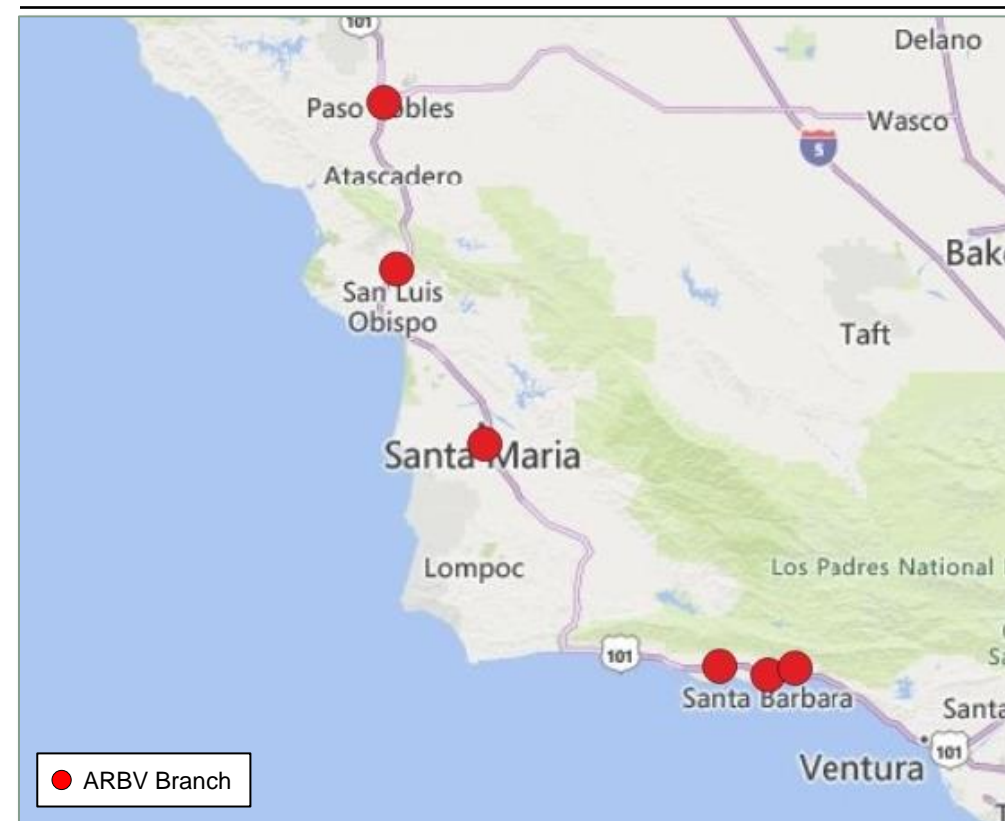 101
Delano
Paso Robles
Wasco
5
Atascadero
Bak
San Luis
Obispo
Taft
Santa Maria
Lompoc
Los Padres National
101
Santa Barbara
Santa
101
Ventura
ARBV Branch